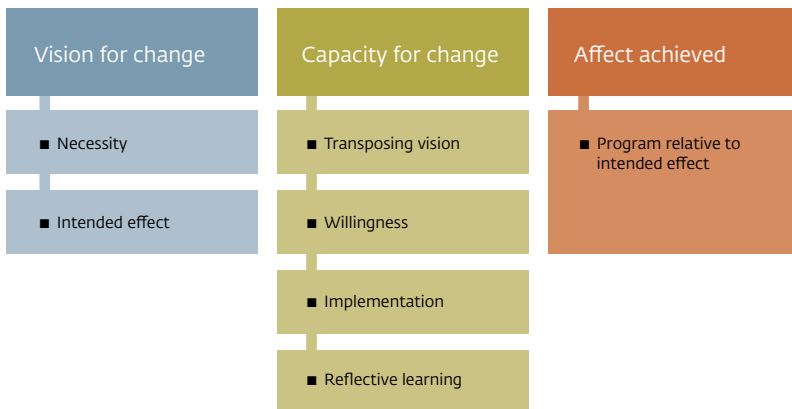 Vision for change
■ Necessity
■ Intended effect
Capacity for change
■ Transposing vision
■ Willingness
■ Implementation
■ Reflective learning
Affect achieved
■ Program relative to
intended effect